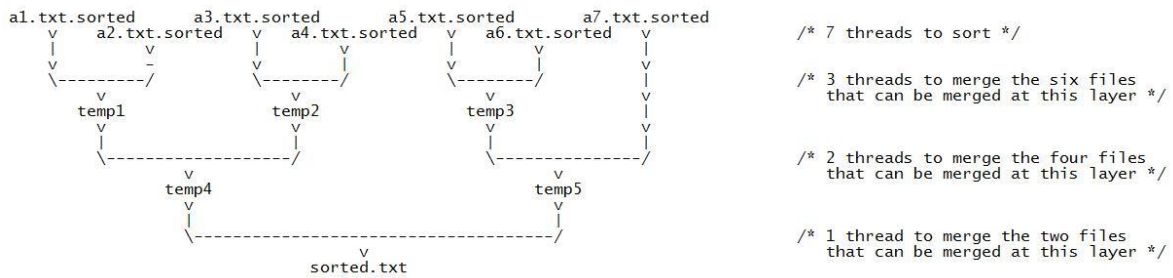 a1.txt.sorted a3.txt.sorted a5.txt.sorted a7.txt.sorted
v a2.txt.sorted v a4.txt.sorted v a6.txt.sorted v /* 7 threads to sort */
| v | v | v |
v - v | v | v
\---------/ \--------/ \--------/ | /* 3 threads to merge the six files
v v v v that can be merged at this layer */
temp1 temp2 temp3 |
v v v v
| | | |
\-------------------/ \---------------/ /* 2 threads to merge the four files
v v that can be merged at this layer */
temp4 temp5
v v
| |
\-------------------------------------/ /* 1 thread to merge the two files
v that can be merged at this layer */
sorted.txt